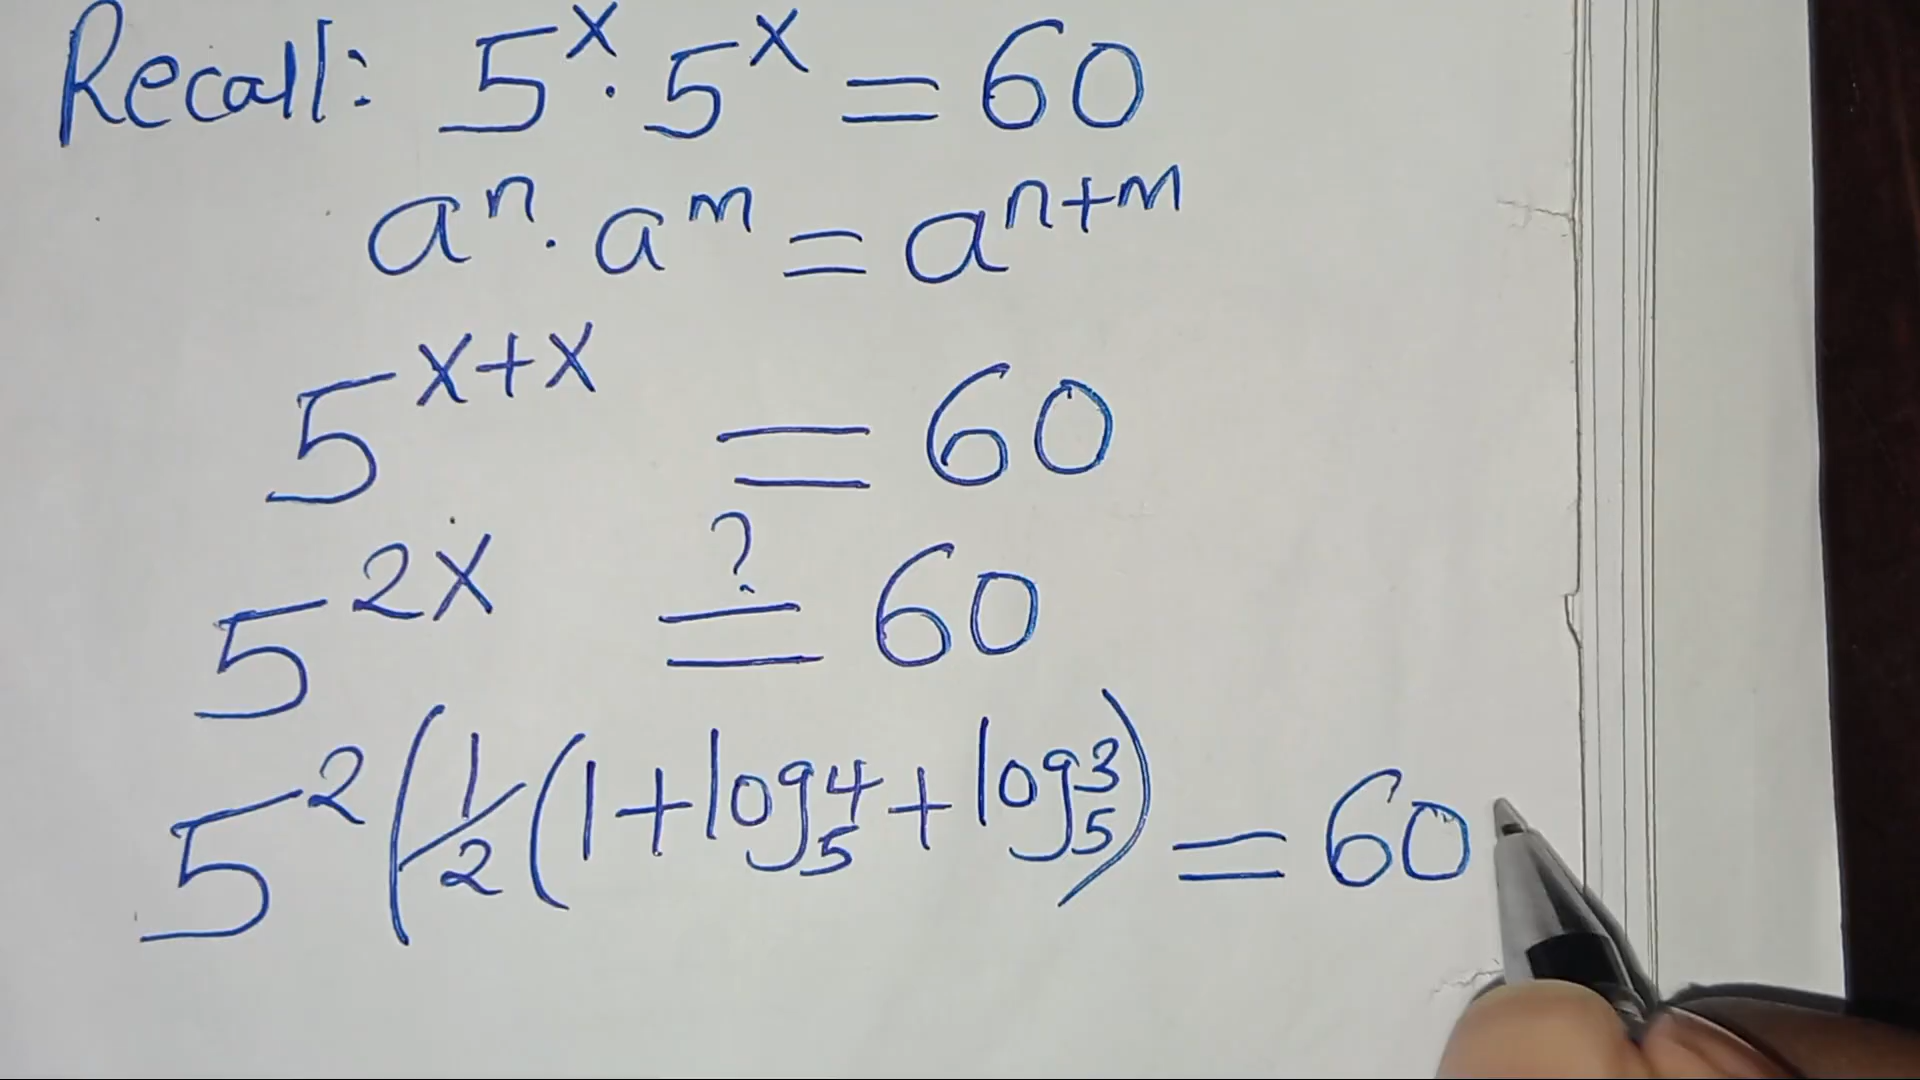 Recall: 5^x · 5^x = 60
a^n · a^m = a^{n+m}
5^{x+x} = 60
5^{2x} ?= 60
5^{2(1/2(1+log_5 4+log_5 3)} = 60